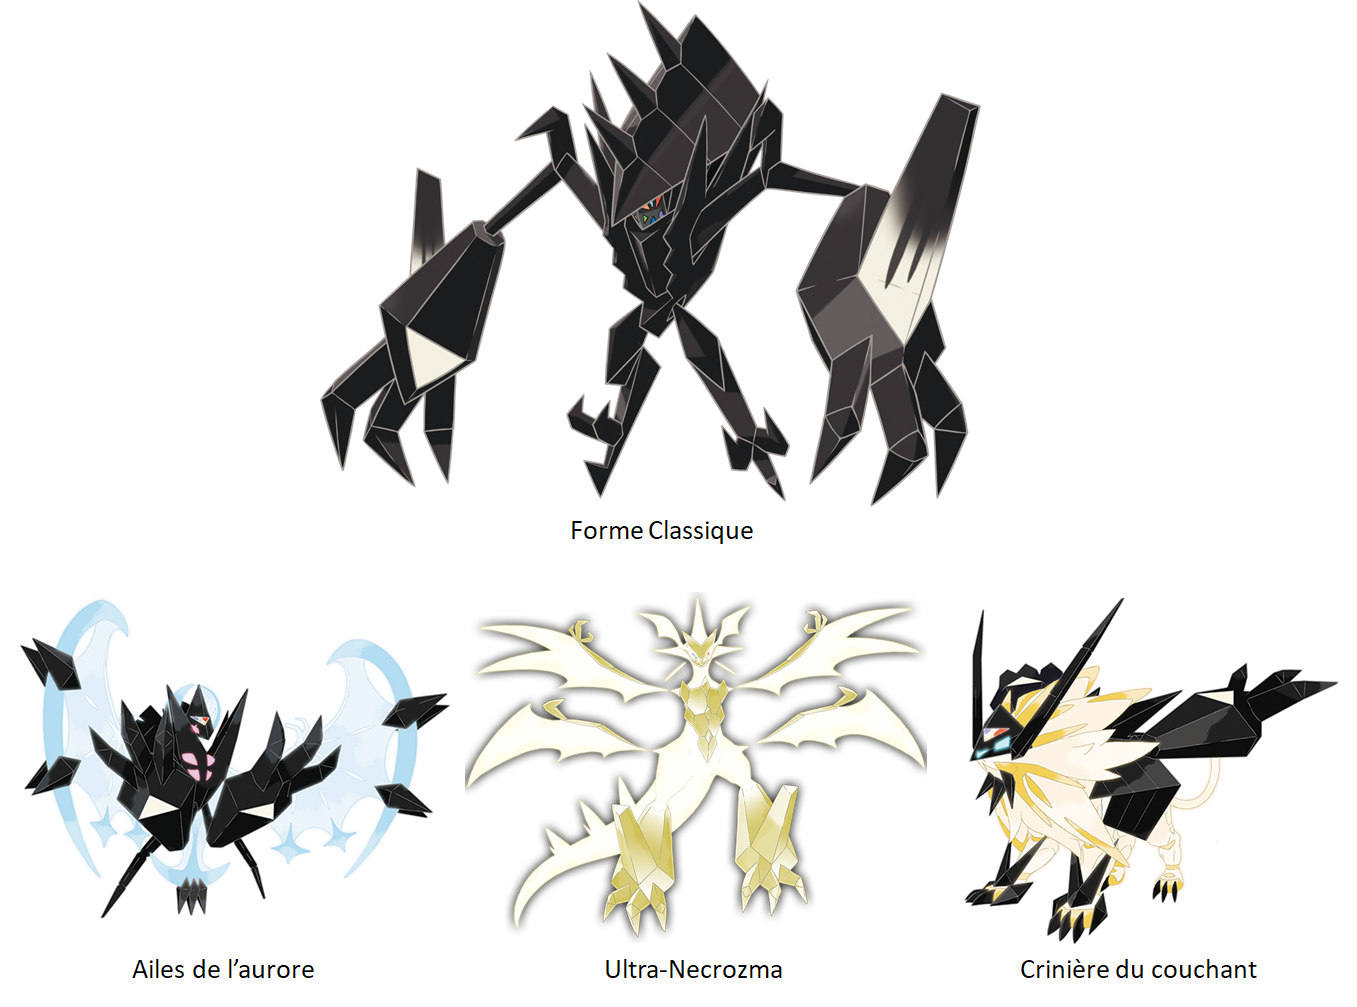 Forme Classique
Ailes de l’aurore
Ultra-Necrozma
Crinière du couchant